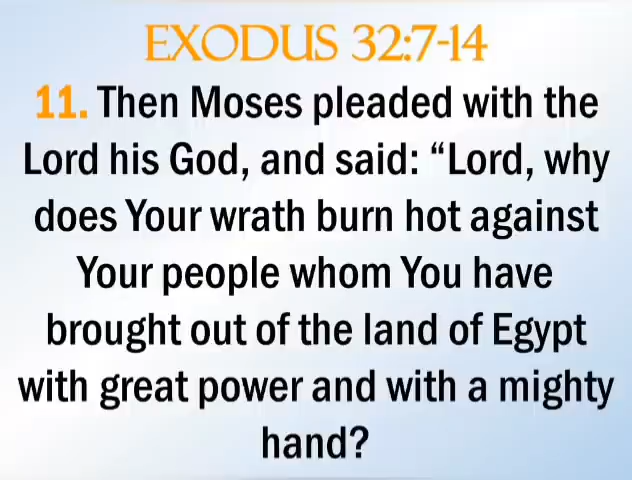 EXODUS 32:7-14
11. Then Moses pleaded with the
Lord his God, and said: “Lord, why
does Your wrath burn hot against
Your people whom You have
brought out of the land of Egypt
with great power and with a mighty
hand?